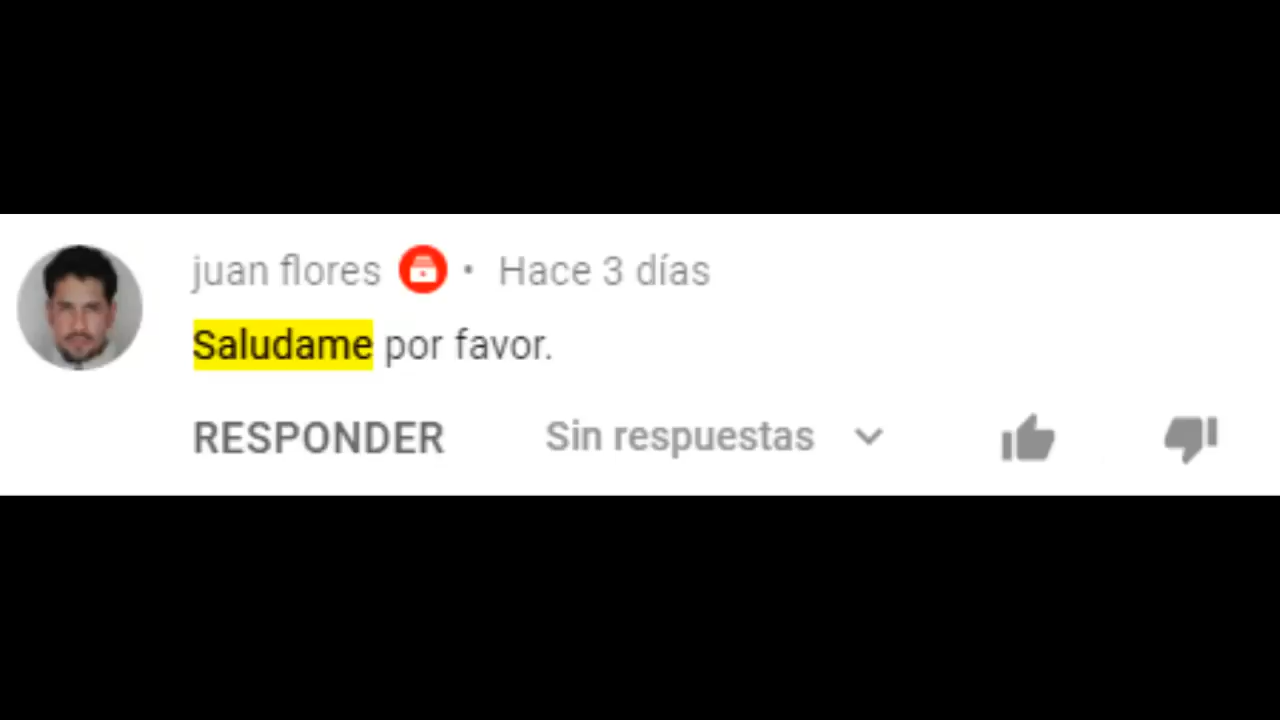 juan flores • Hace 3 días
Saludame por favor.
RESPONDER Sin respuestas